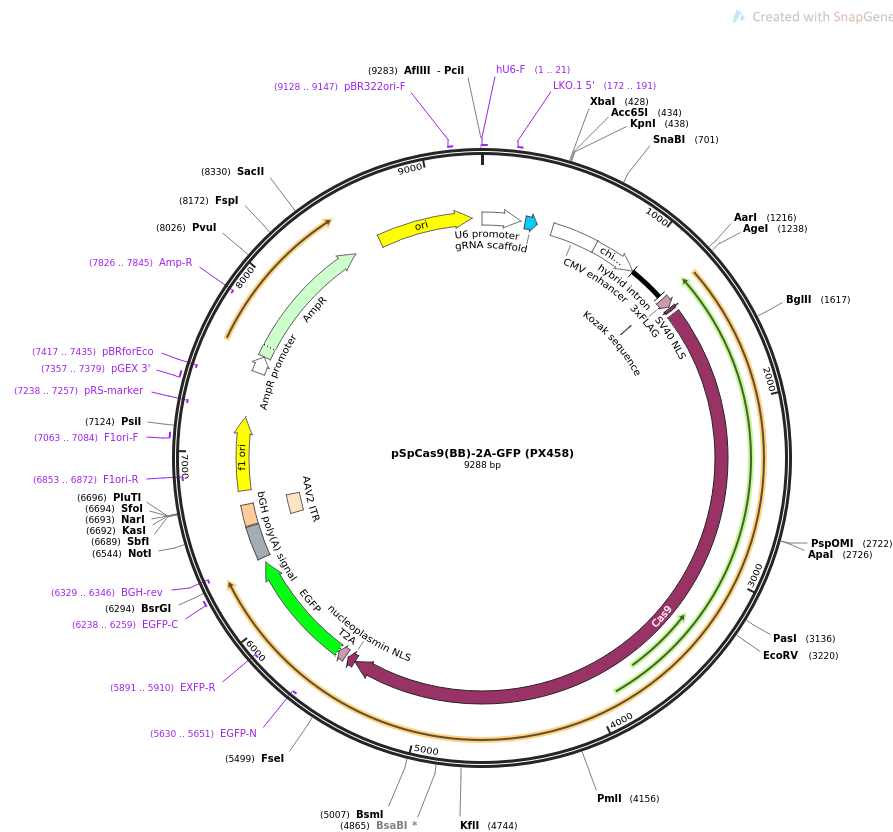 Created with SnapGene
(9283) AflIII - PciI
hU6-F (1 .. 21)
(9128 .. 9147) pBR322ori-F
LKO.1 5' (172 .. 191)
XbaI (428)
Acc65I (434)
KpnI (438)
SnaBI (701)
(8330) SacII
(8172) FspI
(8026) PvuI
(7826 .. 7845) Amp-R
AarI (1216)
AgeI (1238)
BglII (1617)
(7417 .. 7435) pBRforEco
(7357 .. 7379) pGEX 3'
(7238 .. 7257) pRS-marker
(7124) PsiI
(7063 .. 7084) F1ori-F
(6853 .. 6872) F1ori-R
(6696) PluTI
(6694) SfoI
(6693) NarI
(6692) KasI
(6689) SbfI
(6544) NotI
PspOMI (2722)
ApaI (2726)
(6329 .. 6346) BGH-rev
(6294) BsrGI
(6238 .. 6259) EGFP-C
PasI (3136)
EcoRV (3220)
(5891 .. 5910) EXFP-R
(5630 .. 5651) EGFP-N
(5499) FseI
PmlI (4156)
(5007) BsmI
(4865) BsaBI *
KflI (4744)
9000
1000
2000
3000
4000
5000
6000
7000
8000
ori
U6 promoter
gRNA scaffold
chi...
CMV enhancer
hybrid intron
3xFLAG
SV40 NLS
Kozak sequence
AmpR
AmpR promoter
f1 ori
AAV2 ITR
bGH poly(A) signal
EGFP
T2A
nucleoplasmin NLS
Cas9
pSpCas9(BB)-2A-GFP (PX458)
9288 bp